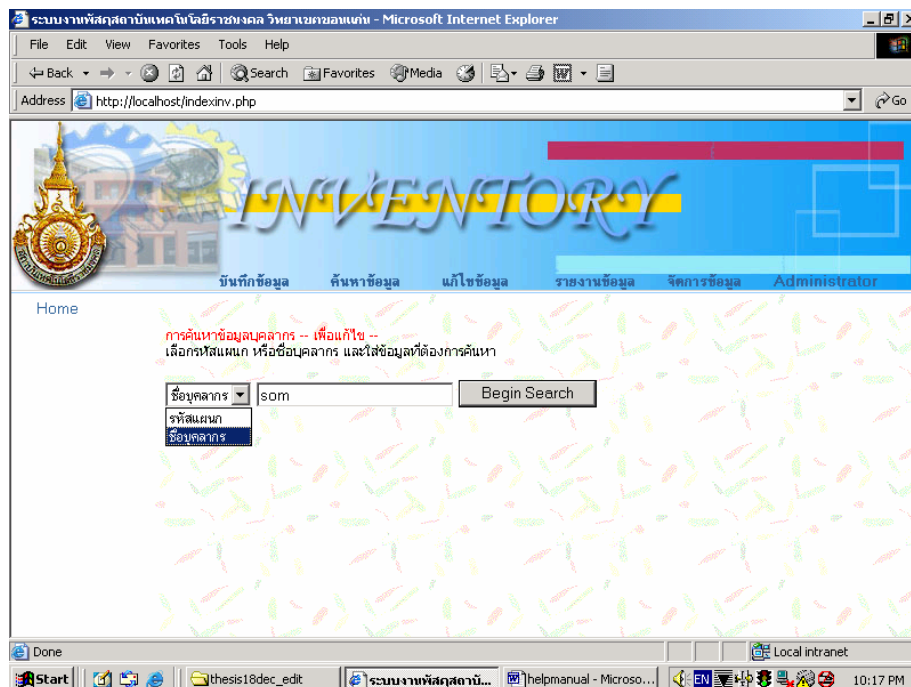 ระบบงานพัสดุสถาบันเทคโนโลยีราชมงคล วิทยาเขตขอนแก่น - Microsoft Internet Explorer
File Edit View Favorites Tools Help
Back Search Favorites Media
Address http://localhost/indexinv.php Go
INVENTORY
บันทึกข้อมูล ค้นหาข้อมูล แก้ไขข้อมูล รายงานข้อมูล จัดการข้อมูล Administrator
Home
การค้นหาข้อมูลบุคลากร -- เพื่อแก้ไข --
เลือกรหัสแผนก หรือชื่อบุคลากร และใส่ข้อมูลที่ต้องการค้นหา
ชื่อบุคลากร som Begin Search
รหัสแผนก
ชื่อบุคลากร
Done Local intranet
Start thesis18dec_edit ระบบงานพัสดุสถาบั... helpmanual - Microso... EN 10:17 PM